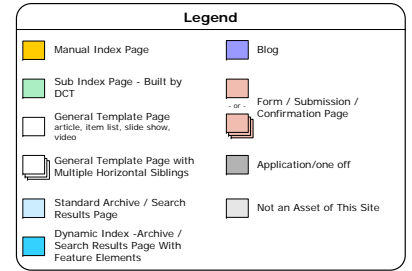 Legend
Manual Index Page
Sub Index Page - Built by
DCT
General Template Page
article, item list, slide show,
video
General Template Page with
Multiple Horizontal Siblings
Standard Archive / Search
Results Page
Dynamic Index -Archive /
Search Results Page With
Feature Elements
Blog
- or -
Form / Submission /
Confirmation Page
Application/one off
Not an Asset of This Site